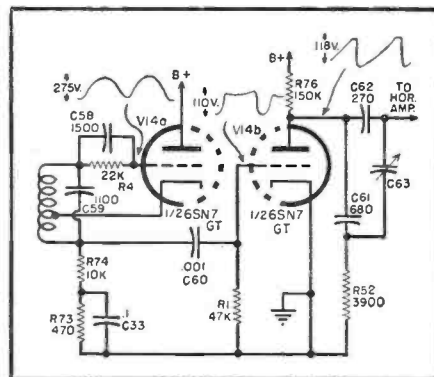 275V.
B+
110V.
B+
118V.
C58
1500
V14a
R76
150K
C62
270
TO
HOR.
AMP.
V14b
22K
R4
C63
1100
C59
1/26SN7
GT
1/26SN7
GT
C61
680
.001
C60
R74
10K
R1
47K
R52
3900
R73
470
.1
C33